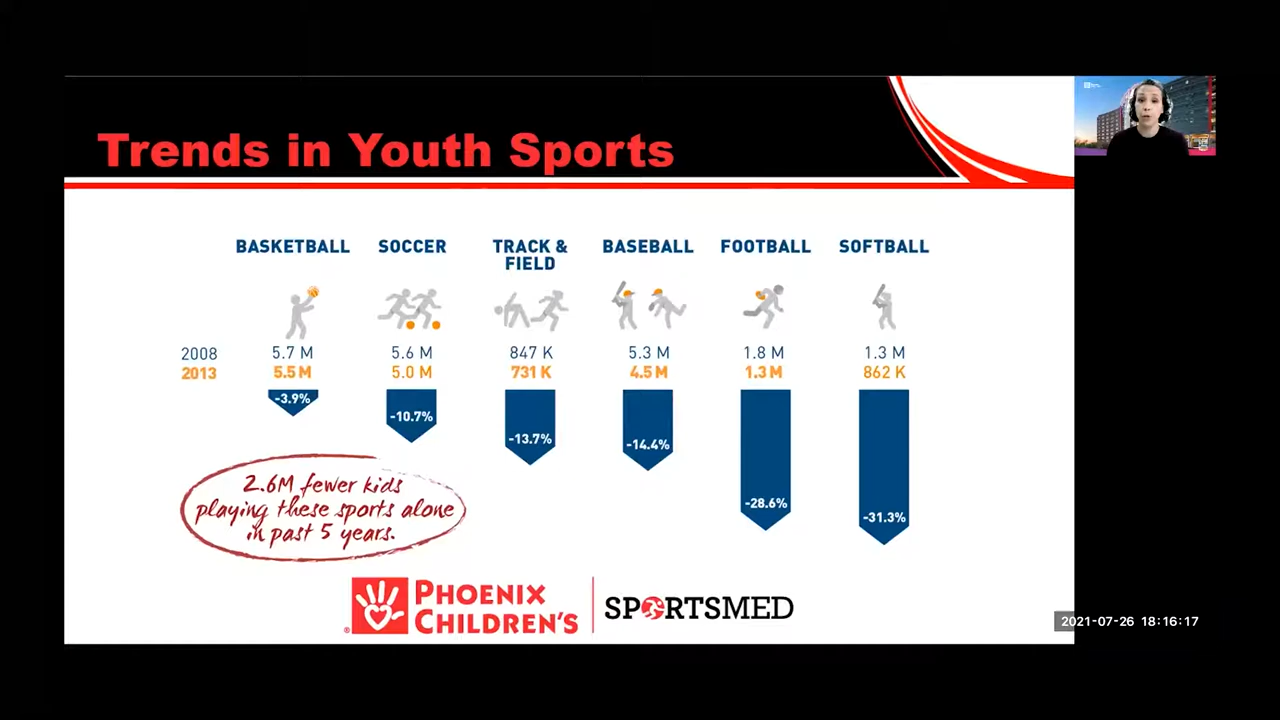 Trends in Youth Sports
BASKETBALL SOCCER TRACK & FIELD BASEBALL FOOTBALL SOFTBALL
2008 5.7 M 5.6 M 847 K 5.3 M 1.8 M 1.3 M
2013 5.5 M 5.0 M 731 K 4.5 M 1.3 M 862 K
-3.9% -10.7% -13.7% -14.4% -28.6% -31.3%
2.6M fewer kids
playing these sports alone
in past 5 years.
PHOENIX
CHILDREN'S
®
SPORTSMED
2021-07-26 18:16:17